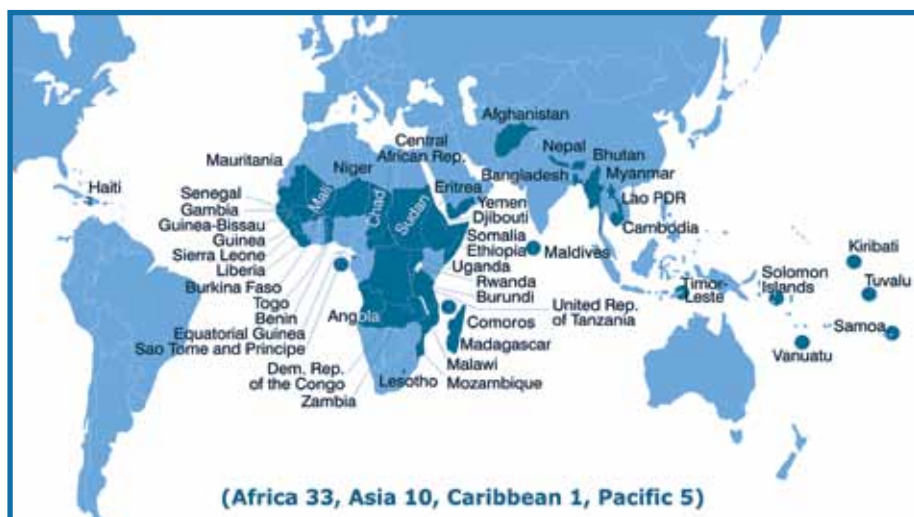 Afghanistan
Central
African Rep.
Nepal
Bhutan
Mauritania
Niger
Bangladesh
Myanmar
Haiti
Mali
Chad
Sudan
Eritrea
Lao PDR
Senegal
Yemen
Gambia
Djibouti
Cambodia
Guinea-Bissau
Somalia
Guinea
Ethiopia
Maldives
Kiribati
Sierra Leone
Uganda
Liberia
Rwanda
Timor-
Leste
Solomon
Islands
Tuvalu
Burkina Faso
Burundi
Togo
United Rep.
of Tanzania
Benin
Angola
Comoros
Samoa
Equatorial Guinea
Madagascar
Sao Tome and Principe
Vanuatu
Malawi
Dem. Rep.
of the Congo
Lesotho
Mozambique
Zambia
(Africa 33, Asia 10, Caribbean 1, Pacific 5)